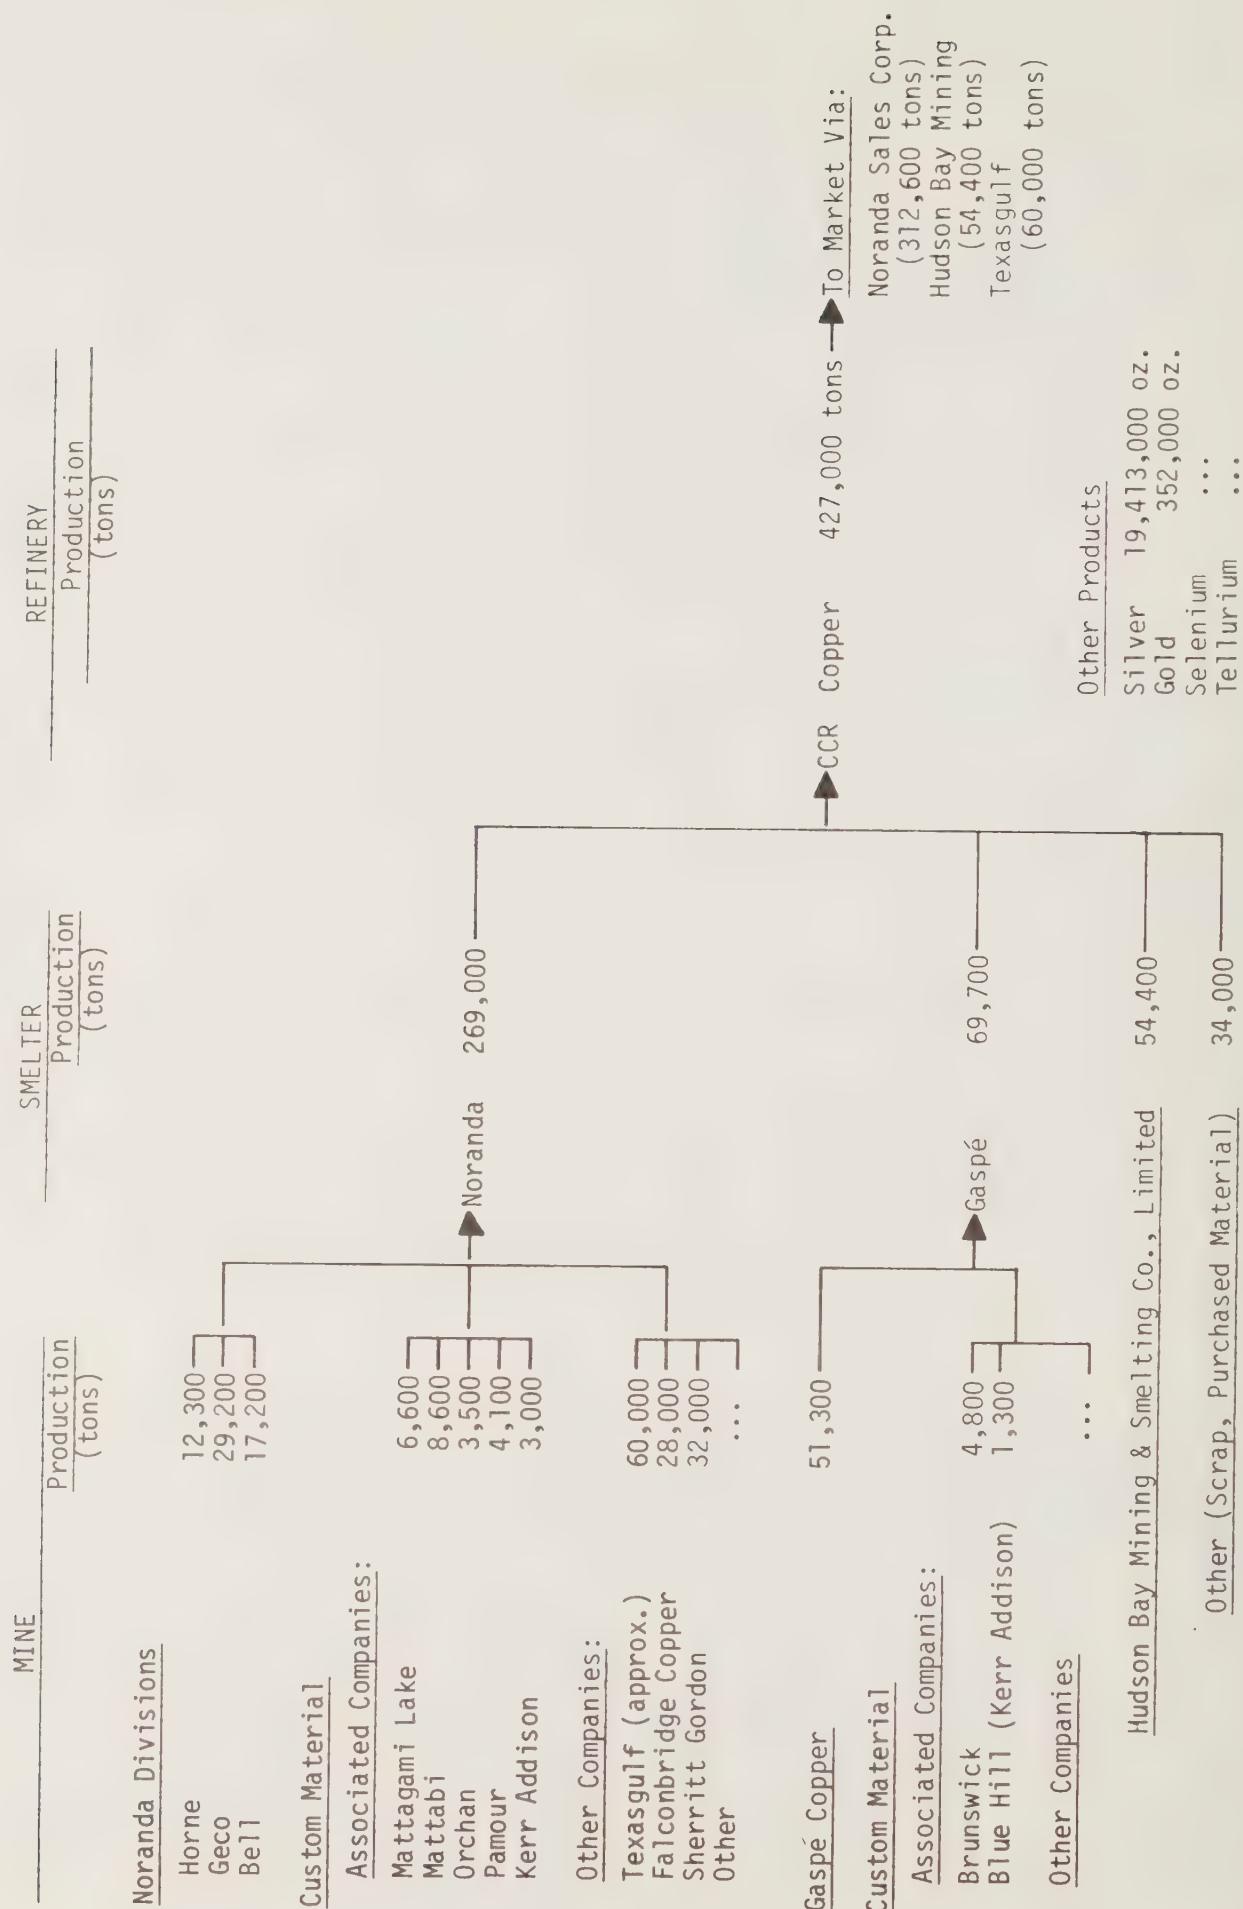 MINE
Production
(tons)
SMELTER
Production
(tons)
REFINERY
Production
(tons)
Noranda Divisions
Horne 12,300
Geco 29,200
Bell 17,200
Custom Material
Associated Companies:
Mattagami Lake 6,600
Mattabi 8,600
Orchan 3,500
Pamour 4,100
Kerr Addison 3,000
Noranda 269,000
Other Companies:
Texasgulf (approx.) 60,000
Falconbridge Copper 28,000
Sherritt Gordon 32,000
Other ...
Gaspé Copper 51,300
Custom Material
Associated Companies:
Brunswick 4,800
Blue Hill (Kerr Addison) 1,300
Gaspé 69,700
Other Companies ...
Hudson Bay Mining & Smelting Co., Limited 54,400
Other (Scrap, Purchased Material) 34,000
CCR Copper 427,000 tons
To Market Via:
Noranda Sales Corp.
(312,600 tons)
Hudson Bay Mining
(54,400 tons)
Texasgulf
(60,000 tons)
Other Products
Silver 19,413,000 oz.
Gold 352,000 oz.
Selenium ...
Tellurium ...